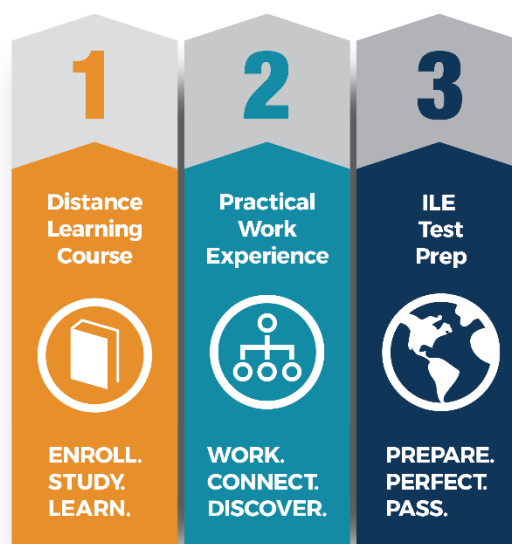 1
Distance
Learning
Course
ENROLL.
STUDY.
LEARN.
2
Practical
Work
Experience
WORK.
CONNECT.
DISCOVER.
3
ILE
Test
Prep
PREPARE.
PERFECT.
PASS.